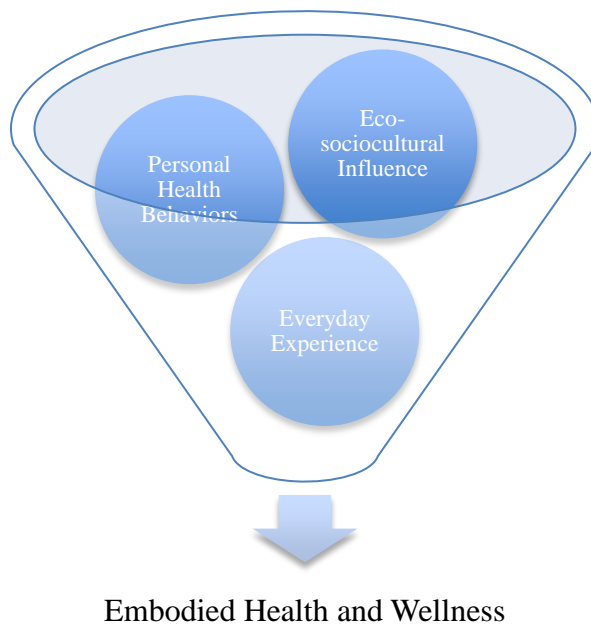 Eco-
sociocultural
Influence
Personal
Health
Behaviors
Everyday
Experience
Embodied Health and Wellness